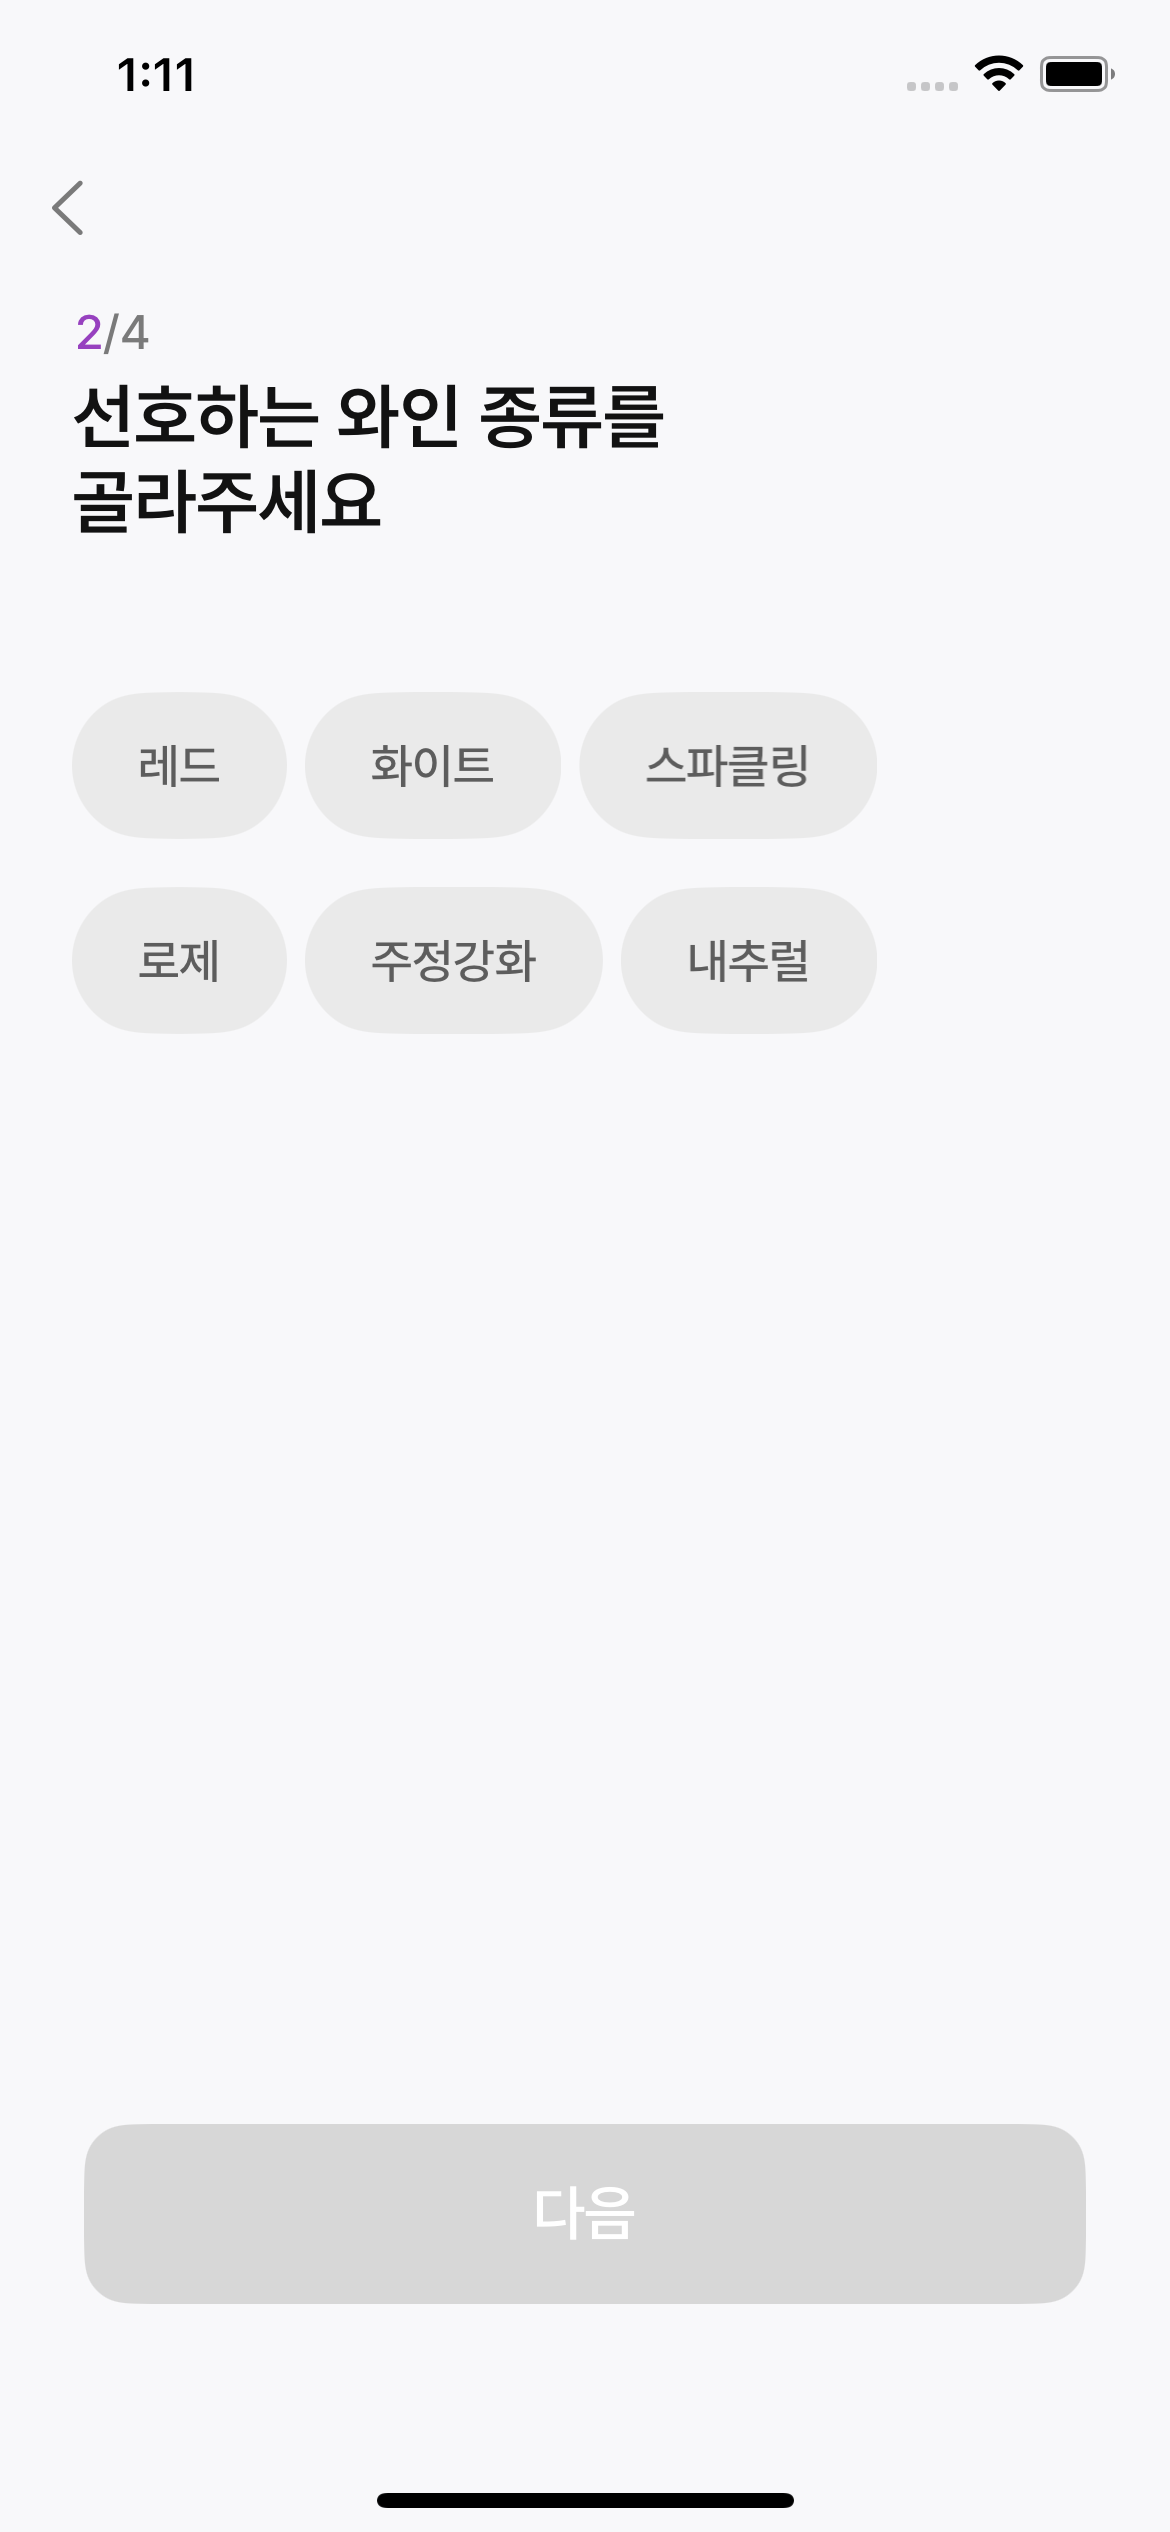 1:11
2/4
선호하는 와인 종류를
골라주세요
레드 화이트 스파클링
로제 주정강화 내추럴
다음